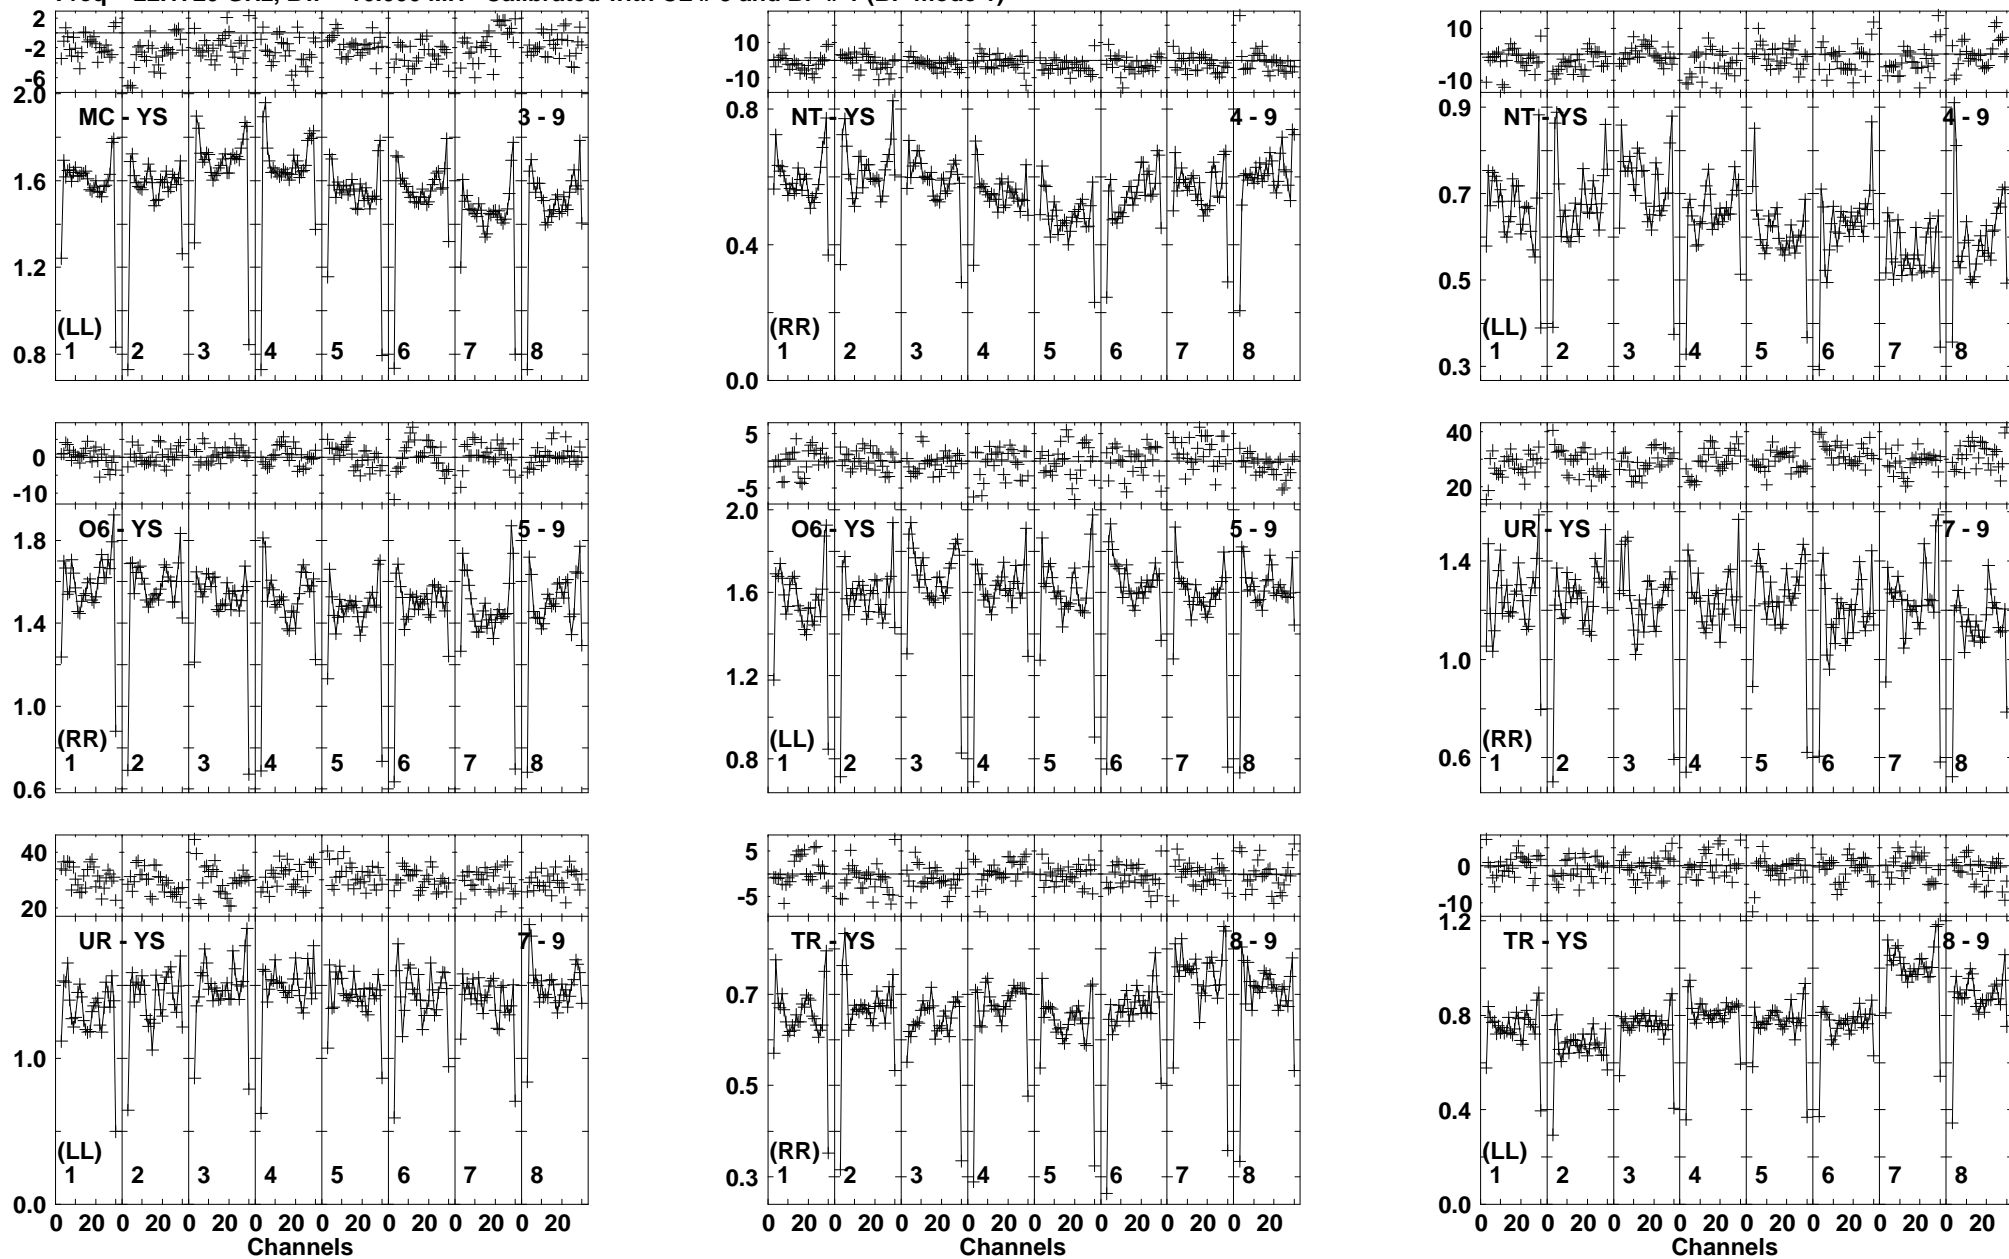 2 10 10
-2
-6 -10 -10
2.0 MC - YS 3 - 9 0.8 NT - YS 4 - 9 0.9 NT - YS 4 - 9
1.6 0.7
0.4
1.2 0.5
(LL) (RR) (LL)
0.8 1 2 3 4 5 6 7 8 1 2 3 4 5 6 7 8 0.3 1 2 3 4 5 6 7 8
0.0
0 5 40
-10 -5 20
1.8 O6 - YS 5 - 9 2.0 O6 - YS 5 - 9 UR - YS 7 - 9
1.4 1.6 1.4
1.0 1.2 1.0
(RR) (LL) (RR)
0.6 1 2 3 4 5 6 7 8 0.8 1 2 3 4 5 6 7 8 0.6 1 2 3 4 5 6 7 8
40 5 0
20 -5 -10
UR - YS 7 - 9 TR - YS 8 - 9 1.2 TR - YS 8 - 9
0.7 0.8
1.0 0.5 0.4
(LL) (RR) (LL)
1 2 3 4 5 6 7 8 0.3 1 2 3 4 5 6 7 8 1 2 3 4 5 6 7 8
0.0 0.0
0 20 0 20 0 20 0 20 0 20 0 20 0 20 0 20 0 20 0 20 0 20 0 20 0 20 0 20 0 20 0 20 0 20 0 20 0 20 0 20 0 20 0 20 0 20 0 20
Channels Channels Channels